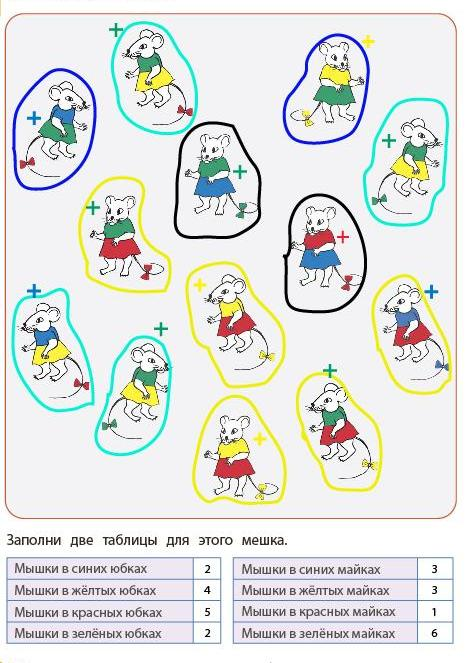 Заполни две таблицы для этого мешка.
Мышки в синих юбках 2
Мышки в жёлтых юбках 4
Мышки в красных юбках 5
Мышки в зелёных юбках 2
Мышки в синих майках 3
Мышки в жёлтых майках 3
Мышки в красных майках 1
Мышки в зелёных майках 6